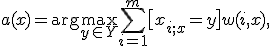 a(x) = arg max_{y∈Y} ∑_{i=1}^{m} [x_{i;x} = y] w(i,x),